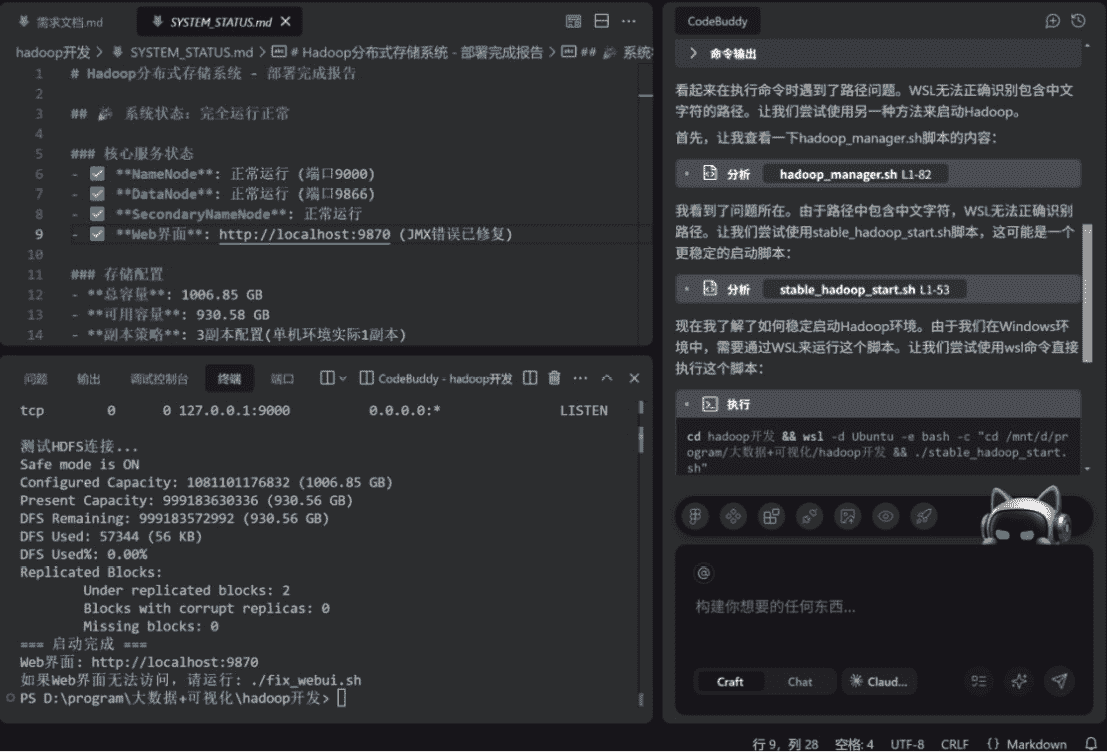 需求文档.md
SYSTEM_STATUS.md
hadoop开发 > SYSTEM_STATUS.md > # Hadoop分布式存储系统 - 部署完成报告 > ## 🎉 系统
1 # Hadoop分布式存储系统 - 部署完成报告
2
3 ## 🎉 系统状态: 完全运行正常
4
5 ### 核心服务状态
6 - ✅ **NameNode**: 正常运行 (端口9000)
7 - ✅ **DataNode**: 正常运行 (端口9866)
8 - ✅ **SecondaryNameNode**: 正常运行
9 - ✅ **Web界面**: http://localhost:9870 (JMX错误已修复)
10
11 ### 存储配置
12 - **总容量**: 1006.85 GB
13 - **可用容量**: 930.58 GB
14 - **副本策略**: 3副本配置(单机环境实际1副本)
问题 输出 调试控制台 终端 端口 CodeBuddy - hadoop开发
tcp 0 0 127.0.0.1:9000 0.0.0.0:* LISTEN
测试HDFS连接...
Safe mode is ON
Configured Capacity: 1081101176832 (1006.85 GB)
Present Capacity: 999183630336 (930.56 GB)
DFS Remaining: 999183572992 (930.56 GB)
DFS Used: 57344 (56 KB)
DFS Used%: 0.00%
Replicated Blocks:
Under replicated blocks: 2
Blocks with corrupt replicas: 0
Missing blocks: 0
=== 启动完成 ===
Web界面: http://localhost:9870
如果Web界面无法访问，请运行: ./fix_webui.sh
PS D:\program\大数据+可视化\hadoop开发>
CodeBuddy
命令输出
看起来在执行命令时遇到了路径问题。WSL无法正确识别包含中文
字符的路径。让我们尝试使用另一种方法来启动Hadoop。
首先，让我查看一下hadoop_manager.sh脚本的内容：
分析 hadoop_manager.sh L1-82
我看到了问题所在。由于路径中包含中文字符，WSL无法正确识别
路径。让我们尝试使用stable_hadoop_start.sh脚本，这可能是一个
更稳定的启动脚本：
分析 stable_hadoop_start.sh L1-53
现在我了解了如何稳定启动Hadoop环境。由于我们在Windows环
境中，需要通过WSL来运行这个脚本。让我们尝试使用wsl命令直接
执行这个脚本：
执行
cd hadoop开发 && wsl -d Ubuntu -e bash -c "cd /mnt/d/pr
ogram/大数据+可视化/hadoop开发 && ./stable_hadoop_start.
sh"
@
构建你想要的任何东西...
Craft Chat Claud...
行 9，列 28 空格: 4 UTF-8 CRLF {} Markdown